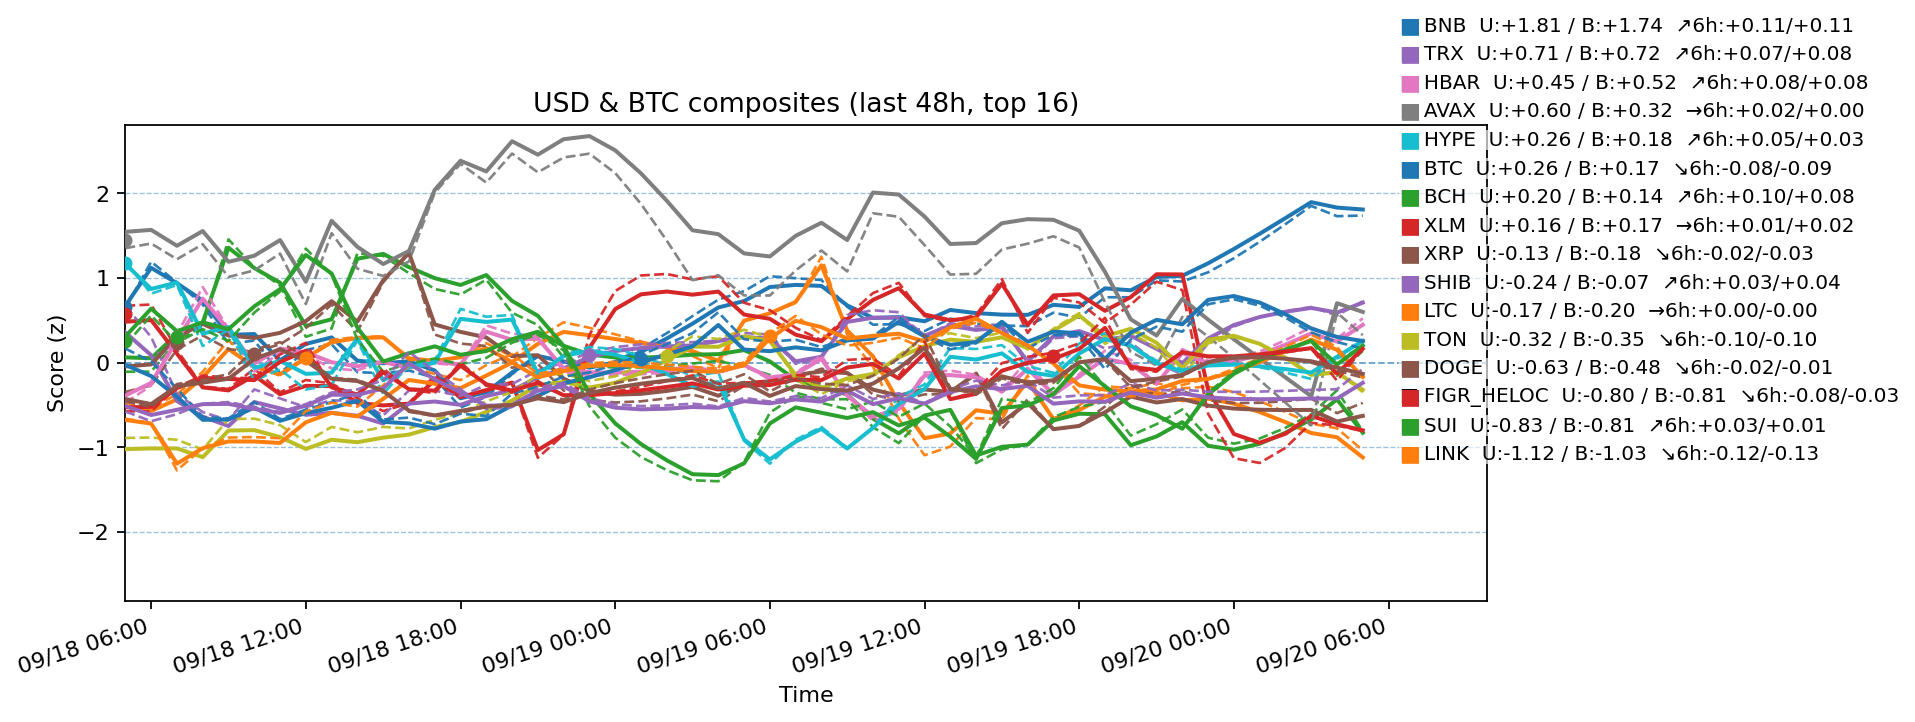 BNB U:+1.81 / B:+1.74 ↗6h:+0.11/+0.11
TRX U:+0.71 / B:+0.72 ↗6h:+0.07/+0.08
HBAR U:+0.45 / B:+0.52 ↗6h:+0.08/+0.08
AVAX U:+0.60 / B:+0.32 →6h:+0.02/+0.00
HYPE U:+0.26 / B:+0.18 ↗6h:+0.05/+0.03
BTC U:+0.26 / B:+0.17 ↘6h:-0.08/-0.09
BCH U:+0.20 / B:+0.14 ↗6h:+0.10/+0.08
XLM U:+0.16 / B:+0.17 →6h:+0.01/+0.02
XRP U:-0.13 / B:-0.18 ↘6h:-0.02/-0.03
SHIB U:-0.24 / B:-0.07 ↗6h:+0.03/+0.04
LTC U:-0.17 / B:-0.20 →6h:+0.00/-0.00
TON U:-0.32 / B:-0.35 ↘6h:-0.10/-0.10
DOGE U:-0.63 / B:-0.48 ↘6h:-0.02/-0.01
FIGR_HELOC U:-0.80 / B:-0.81 ↘6h:-0.08/-0.03
SUI U:-0.83 / B:-0.81 ↗6h:+0.03/+0.01
LINK U:-1.12 / B:-1.03 ↘6h:-0.12/-0.13
USD & BTC composites (last 48h, top 16)
Score (z)
2
1
0
−1
−2
09/18 06:00
09/18 12:00
09/18 18:00
09/19 00:00
09/19 06:00
09/19 12:00
09/19 18:00
09/20 00:00
09/20 06:00
Time